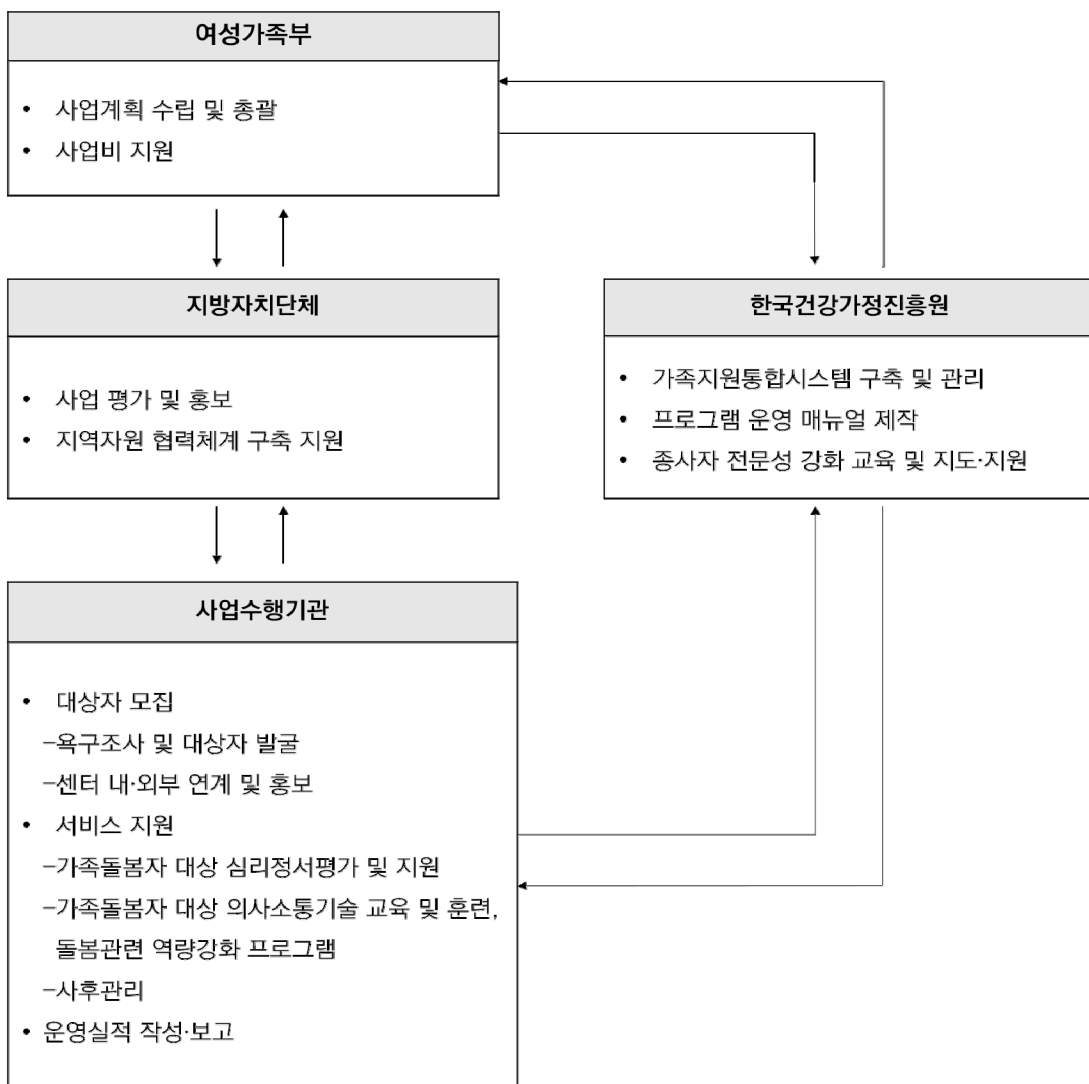 여성가족부
• 사업계획 수립 및 총괄
• 사업비 지원
지방자치단체
• 사업 평가 및 홍보
• 지역자원 협력체계 구축 지원
한국건강가정진흥원
• 가족지원통합시스템 구축 및 관리
• 프로그램 운영 매뉴얼 제작
• 종사자 전문성 강화 교육 및 지도·지원
사업수행기관
• 대상자 모집
–욕구조사 및 대상자 발굴
–센터 내·외부 연계 및 홍보
• 서비스 지원
–가족돌봄자 대상 심리정서평가 및 지원
–가족돌봄자 대상 의사소통기술 교육 및 훈련,
돌봄관련 역량강화 프로그램
–사후관리
• 운영실적 작성·보고